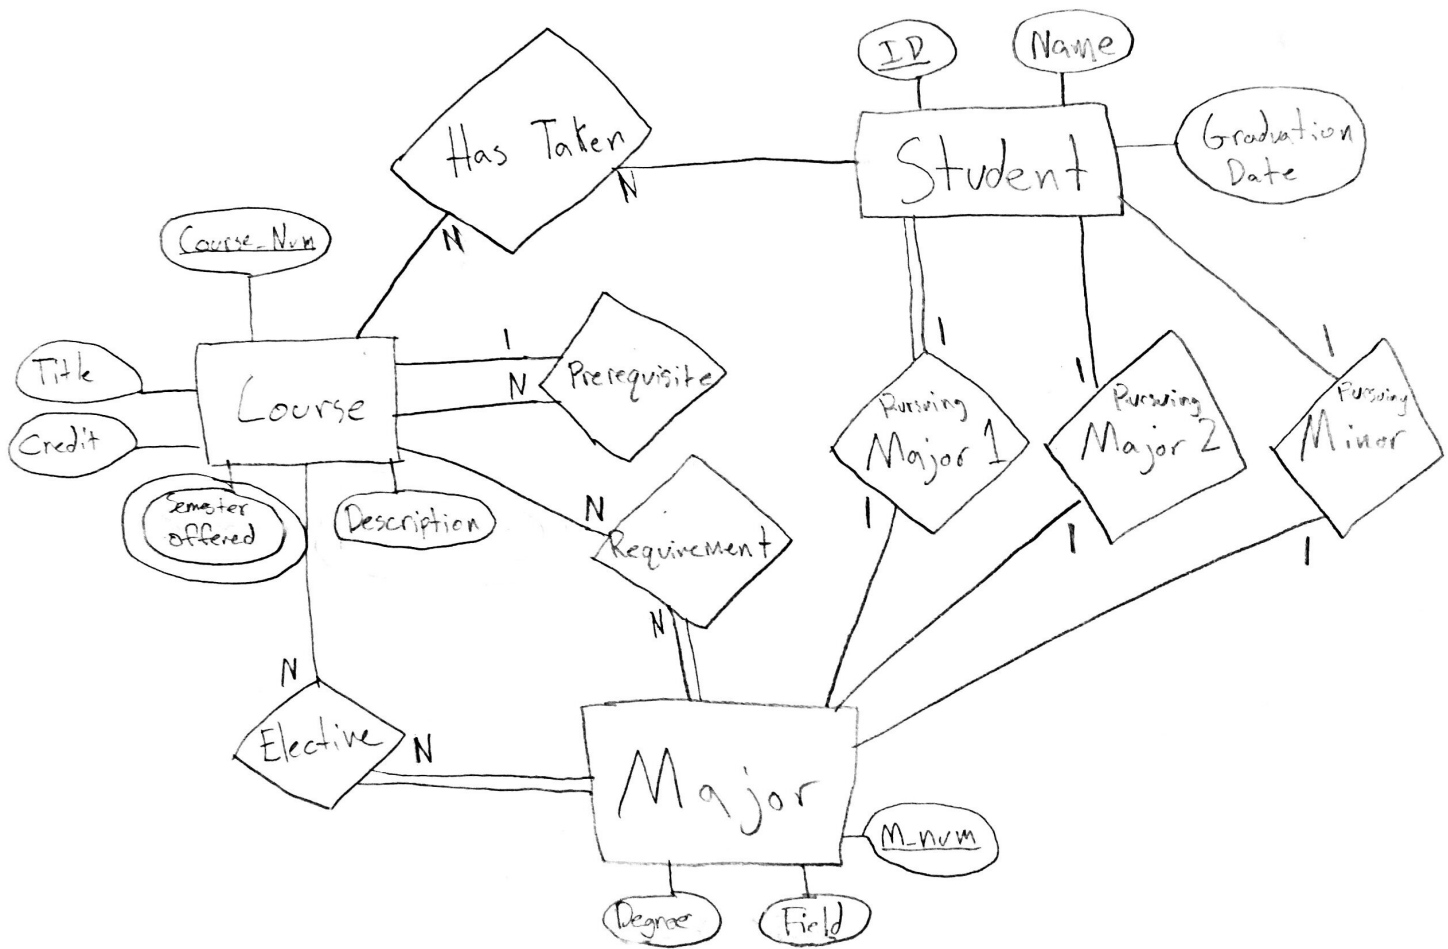 ID
Name
Graduation
Date
Student
Has Taken
N
N
Course_Num
Title
Credit
Course
Semester
offered
Description
1
N
Prerequisite
N
Requirement
N
1
Pursuing
Major 1
1
1
Pursuing
Major 2
1
1
Pursuing
Minor
1
N
Elective
N
Major
M_num
Degree
Field